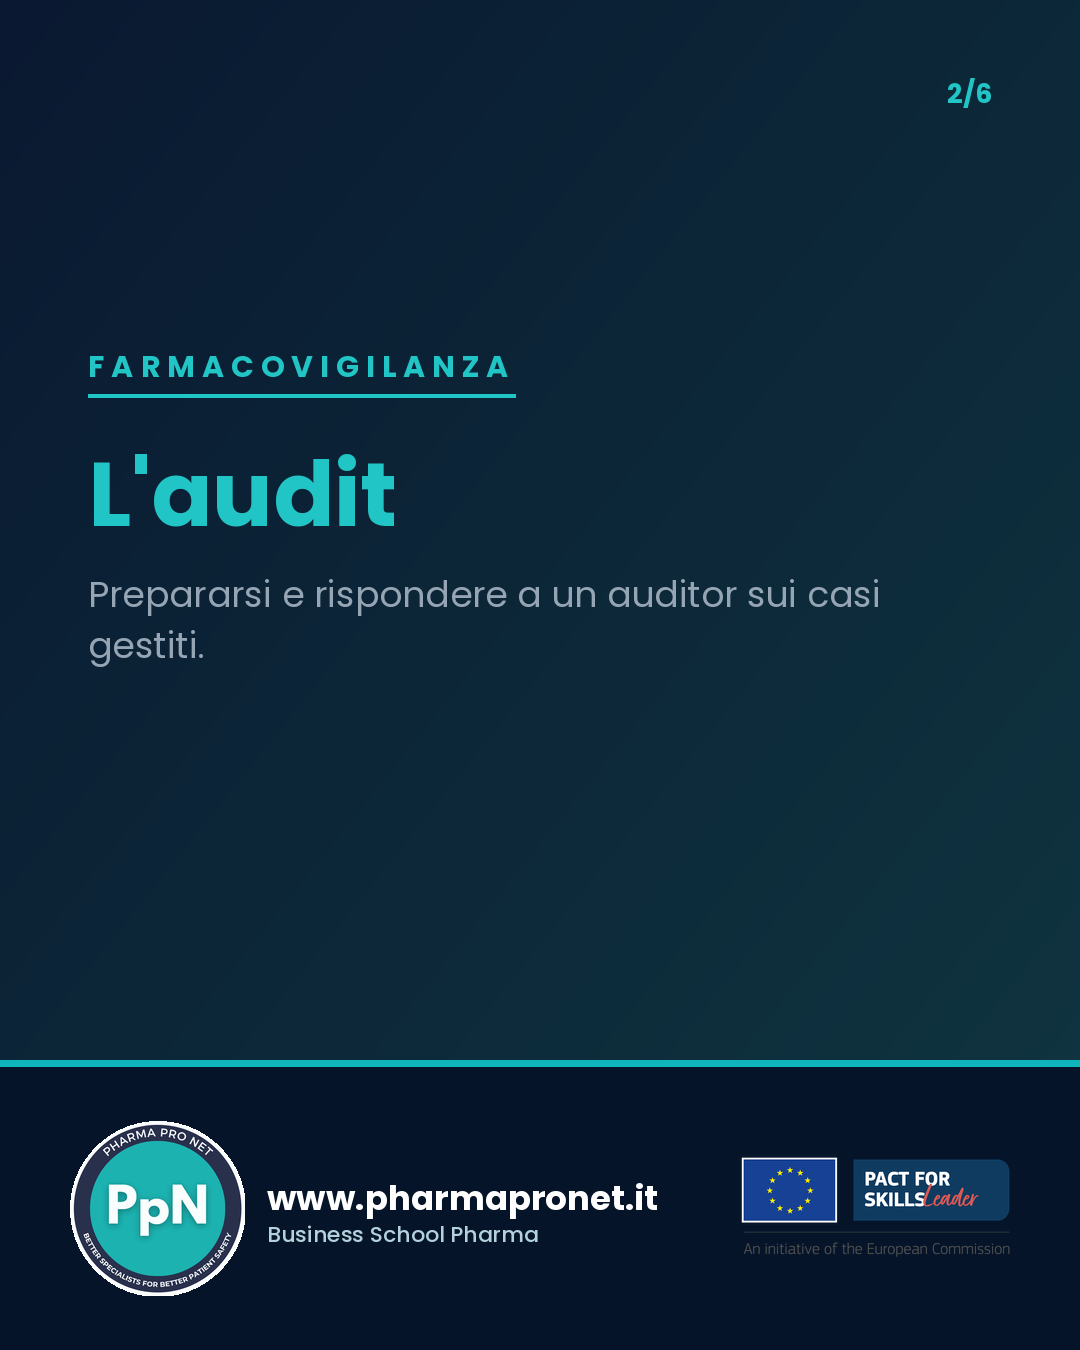 2/6
FARMACOVIGILANZA
L'audit
Prepararsi e rispondere a un auditor sui casi
gestiti.
PHARMA PRO NET
PpN
BETTER SPECIALISTS FOR BETTER PATIENT SAFETY
www.pharmapronet.it
Business School Pharma
PACT FOR
SKILLS Leader
An initiative of the European Commission